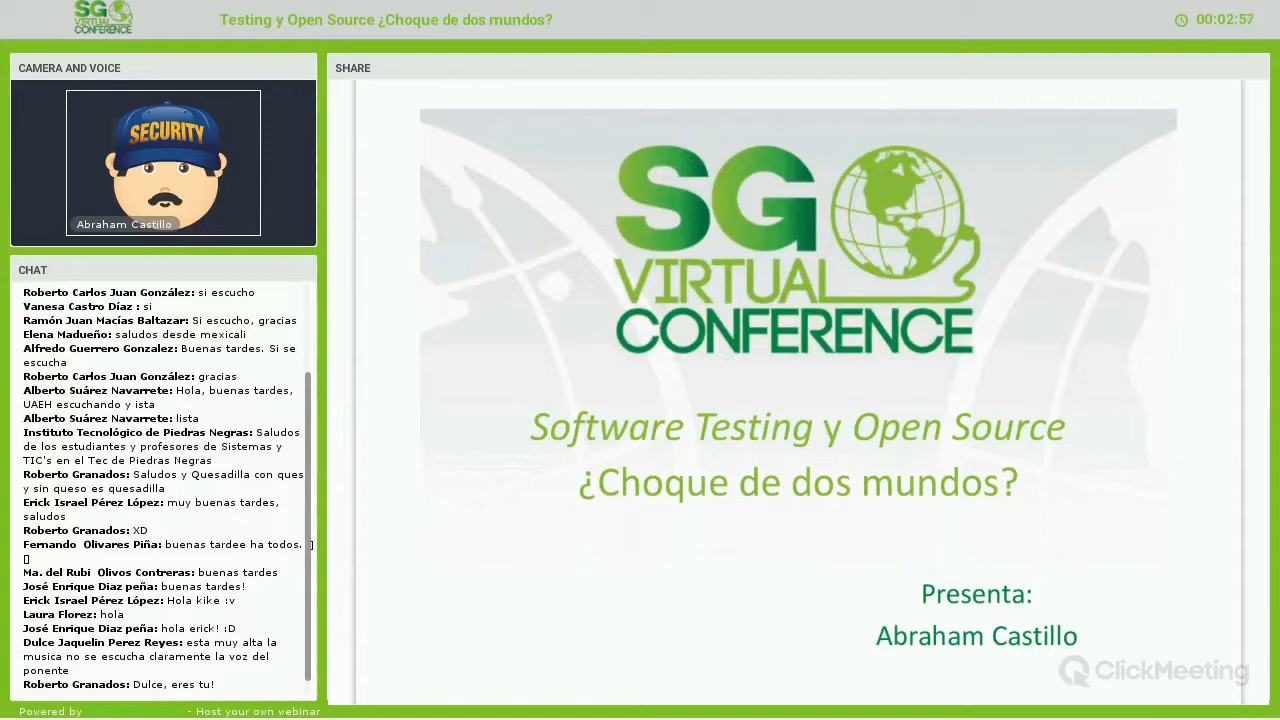 SG
VIRTUAL
CONFERENCE
Testing y Open Source ¿Choque de dos mundos?
00:02:57
CAMERA AND VOICE
SECURITY
Abraham Castillo
CHAT
Roberto Carlos Juan González: si escucho
Vanesa Castro Díaz : si
Ramón Juan Macías Baltazar: Si escucho, gracias
Elena Madueño: saludos desde mexicali
Alfredo Guerrero Gonzalez: Buenas tardes. Si se
escucha
Roberto Carlos Juan González: gracias
Alberto Suárez Navarrete: Hola, buenas tardes,
UAEH escuchando y ista
Alberto Suárez Navarrete: lista
Instituto Tecnológico de Piedras Negras: Saludos
de los estudiantes y profesores de Sistemas y
TIC's en el Tec de Piedras Negras
Roberto Granados: Saludos y Quesadilla con ques
y sin queso es quesadilla
Erick Israel Pérez López: muy buenas tardes,
saludos
Roberto Granados: XD
Fernando Olivares Piña: buenas tardee ha todos.
Ma. del Rubi Olivos Contreras: buenas tardes
José Enrique Diaz peña: buenas tardes!
Erick Israel Pérez López: Hola kike :v
Laura Florez: hola
José Enrique Diaz peña: hola erick! :D
Dulce Jaquelin Perez Reyes: esta muy alta la
musica no se escucha claramente la voz del
ponente
Roberto Granados: Dulce, eres tu!
Powered by - Host your own webinar
SHARE
SG
VIRTUAL
CONFERENCE
Software Testing y Open Source
¿Choque de dos mundos?
Presenta:
Abraham Castillo
ClickMeeting